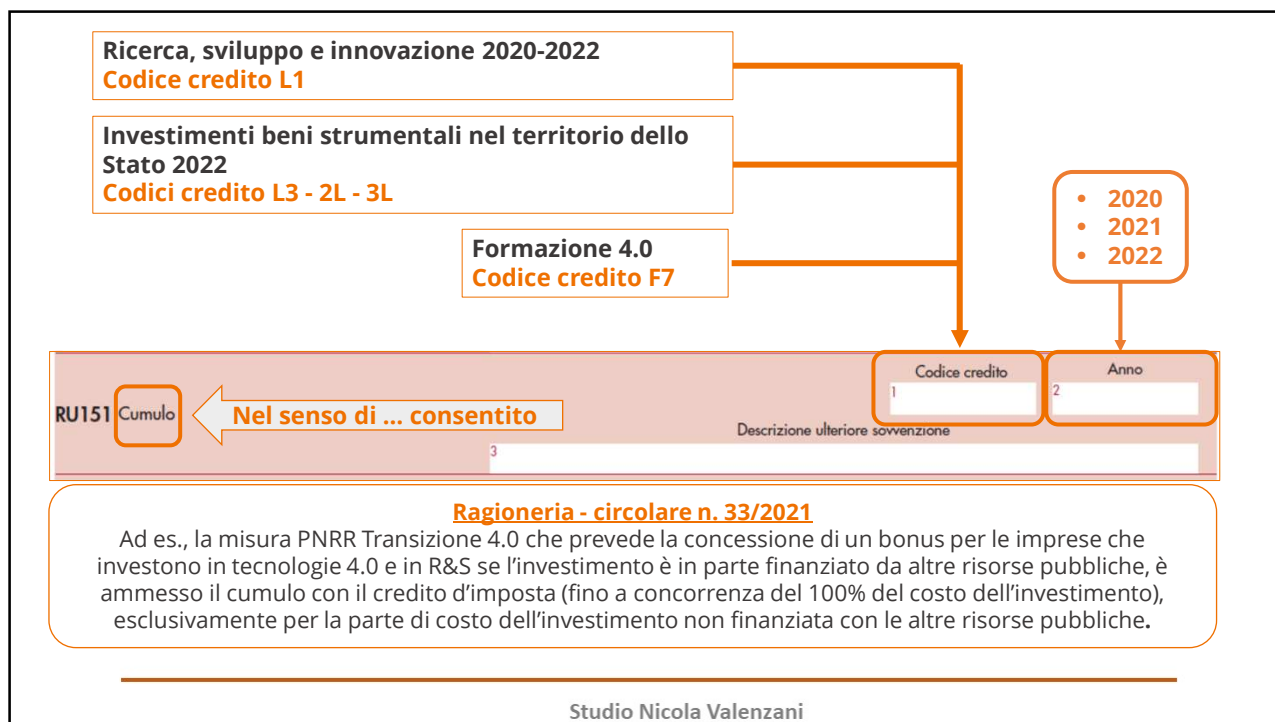 Ricerca, sviluppo e innovazione 2020-2022
Codice credito L1
Investimenti beni strumentali nel territorio dello
Stato 2022
Codici credito L3 - 2L - 3L
Formazione 4.0
Codice credito F7
• 2020
• 2021
• 2022
Codice credito
Anno
1
2
RU151 Cumulo
Nel senso di ... consentito
Descrizione ulteriore sovvenzione
3
Ragioneria - circolare n. 33/2021
Ad es., la misura PNRR Transizione 4.0 che prevede la concessione di un bonus per le imprese che
investono in tecnologie 4.0 e in R&S se l’investimento è in parte finanziato da altre risorse pubbliche, è
ammesso il cumulo con il credito d’imposta (fino a concorrenza del 100% del costo dell’investimento),
esclusivamente per la parte di costo dell’investimento non finanziata con le altre risorse pubbliche.
Studio Nicola Valenzani